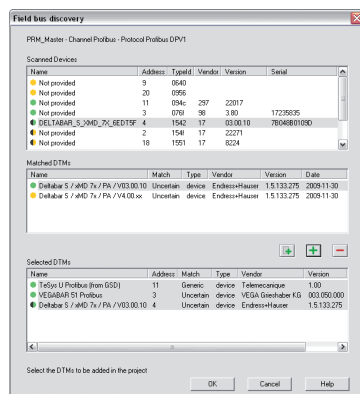 Field bus discovery
PRM_Master - Channel Profibus - Protocol Profibus DPV1
Scanned Devices
Name Address TypeId Vendor Version Serial
Not provided 9 0640
Not provided 20 0956
Not provided 11 094c 297 22017
Not provided 3 076f 98 3.80 17235835
DELTABAR_S_XMD_7X_6EDT5F 4 1542 17 03.00.10 7B048B0109D
Not provided 2 154f 17 22271
Not provided 18 1551 17 8224
Matched DTMs
Name Match Type Vendor Version Date
Deltabar S / xMD 7x / PA / V03.00.10 Uncertain device Endress+Hauser 1.5.133.275 2009-11-30
Deltabar S / xMD 7x / PA / V4.00.xx Uncertain device Endress+Hauser 1.5.133.275 2009-11-30
Selected DTMs
Name Address Match Type Vendor Version
TeSys U Profibus (from GSD) 11 Generic device Telemecanique 1.00
VEGABAR 51 Profibus 3 Uncertain device VEGA Grieshaber KG 003.050.000
Deltabar S / xMD 7x / PA / V03.00.10 4 Uncertain device Endress+Hauser 1.5.133.275
Select the DTMs to be added in the project
OK Cancel Help